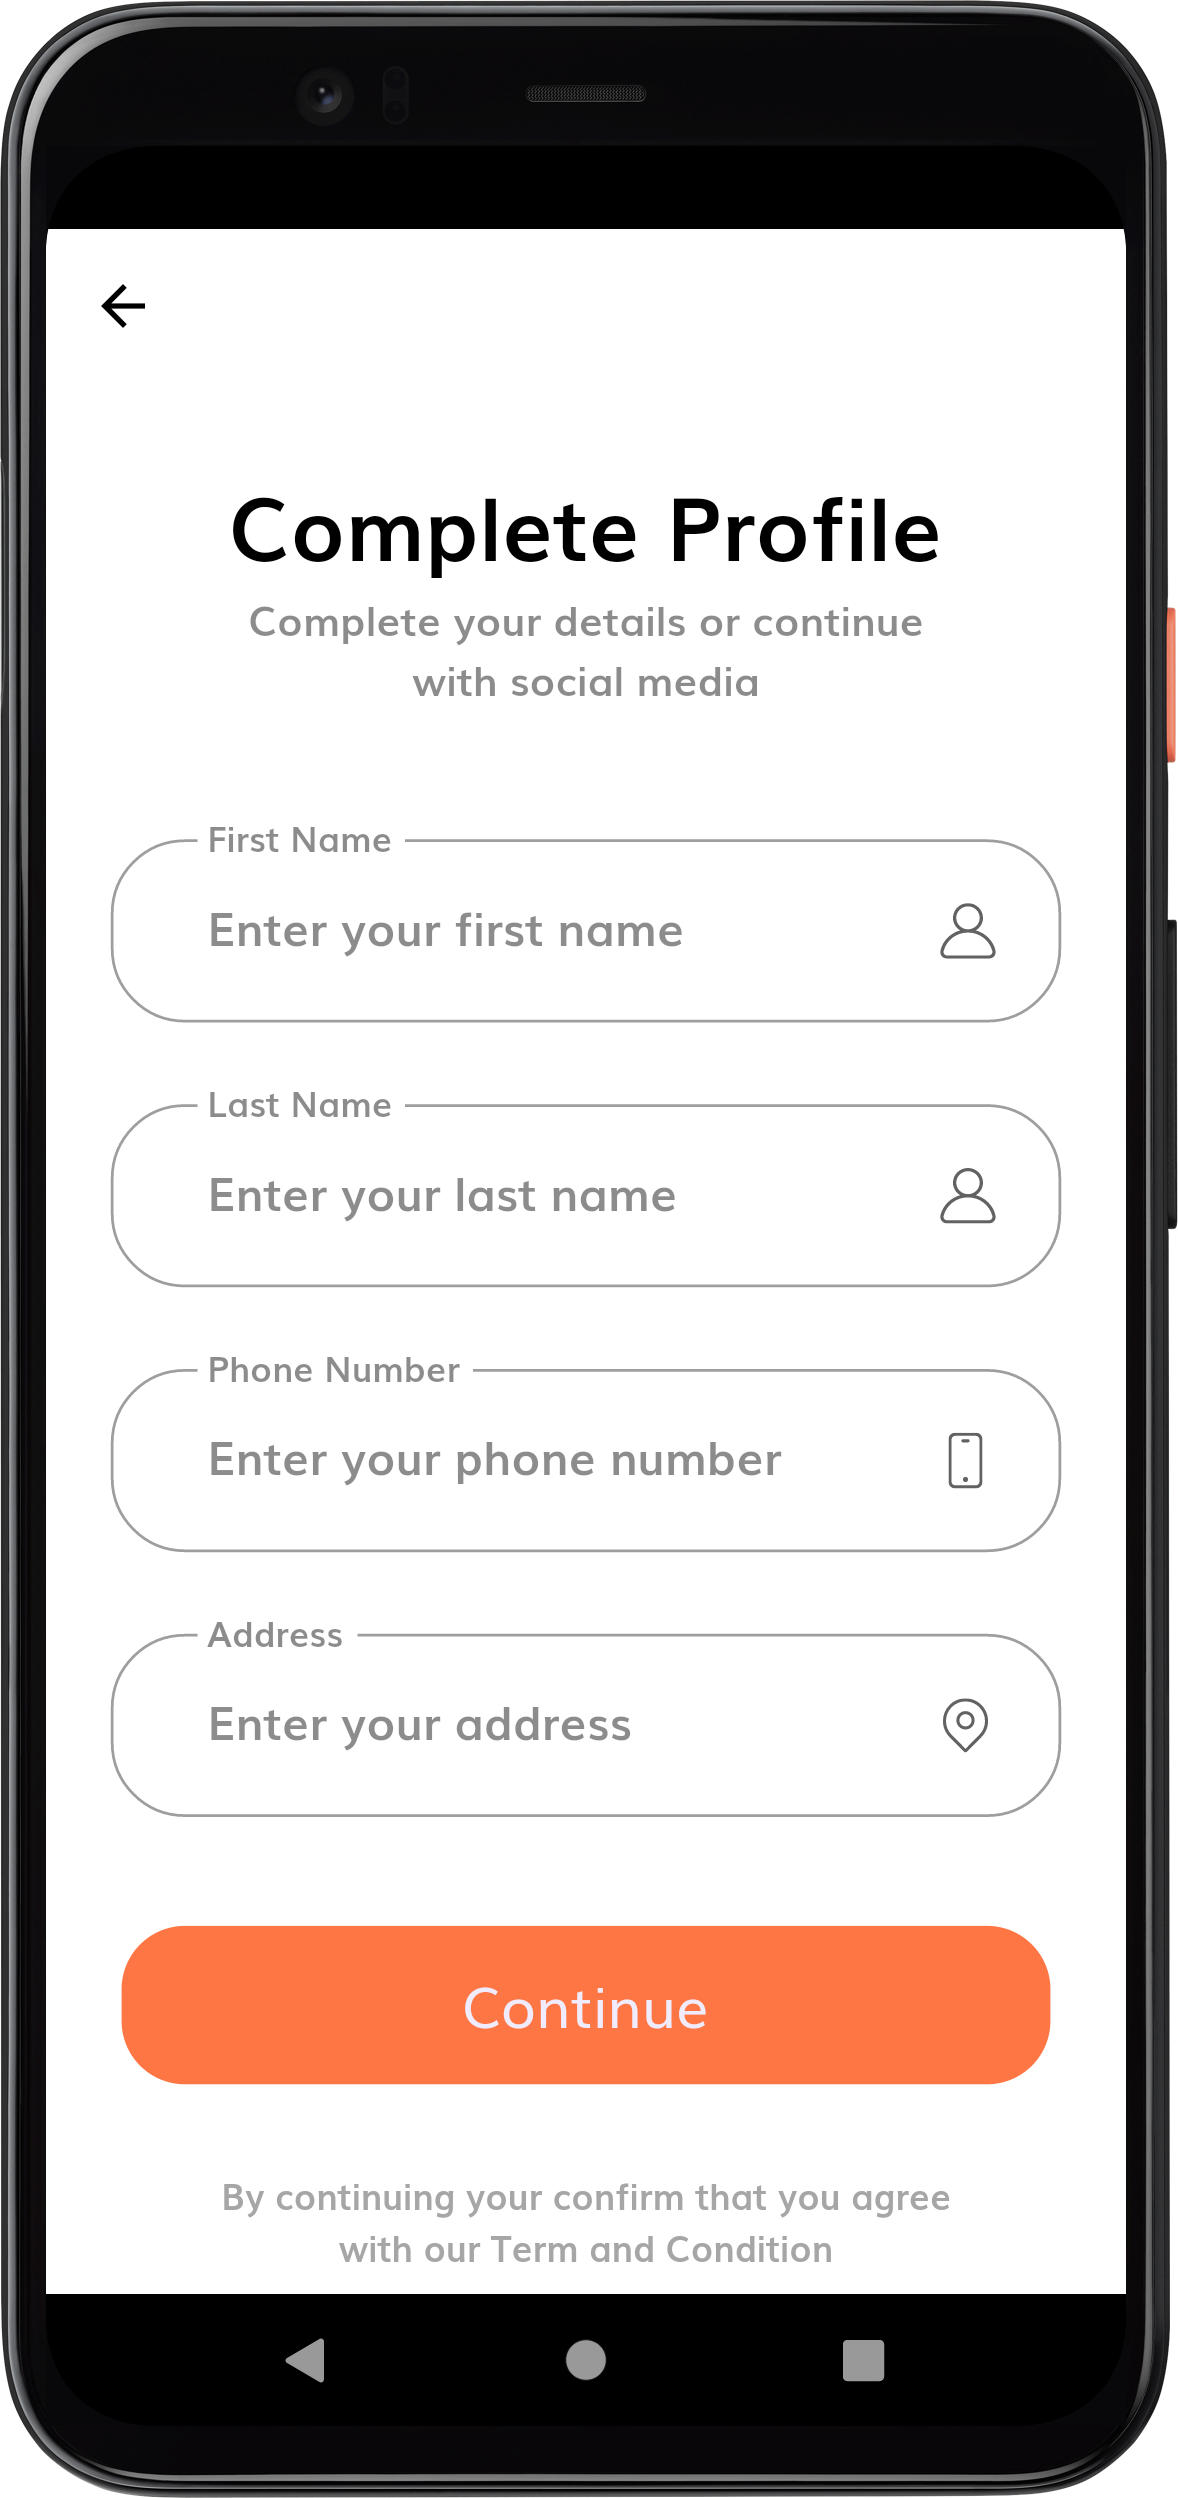 Complete Profile
Complete your details or continue
with social media
First Name
Enter your first name
Last Name
Enter your last name
Phone Number
Enter your phone number
Address
Enter your address
Continue
By continuing your confirm that you agree
with our Term and Condition